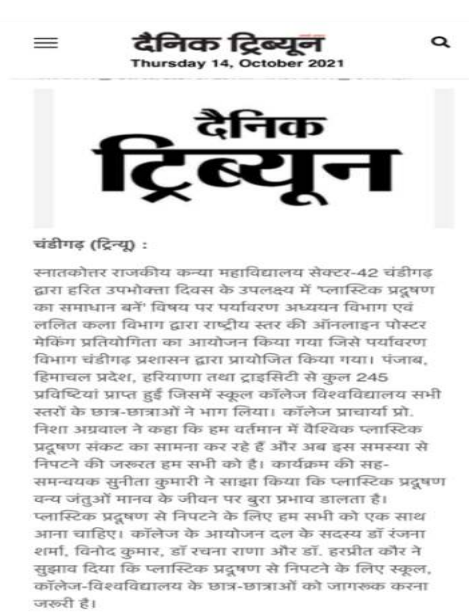 दैनिक ट्रिब्यून
Thursday 14, October 2021
दैनिक
ट्रिब्यून
चंडीगढ़ (ट्रिन्यू) :
स्नातकोत्तर राजकीय कन्या महाविद्यालय सेक्टर-42 चंडीगढ़
द्वारा हरित उपभोक्ता दिवस के उपलक्ष्य में 'प्लास्टिक प्रदूषण
का समाधान बनें' विषय पर पर्यावरण अध्ययन विभाग एवं
ललित कला विभाग द्वारा राष्ट्रीय स्तर की ऑनलाइन पोस्टर
मेकिंग प्रतियोगिता का आयोजन किया गया जिसे पर्यावरण
विभाग चंडीगढ़ प्रशासन द्वारा प्रायोजित किया गया। पंजाब,
हिमाचल प्रदेश, हरियाणा तथा ट्राइसिटी से कुल 245
प्रविष्टियां प्राप्त हुईं जिसमें स्कूल कॉलेज विश्वविद्यालय सभी
स्तरों के छात्र-छात्राओं ने भाग लिया। कॉलेज प्राचार्या प्रो.
निशा अग्रवाल ने कहा कि हम वर्तमान में वैश्विक प्लास्टिक
प्रदूषण संकट का सामना कर रहे हैं और अब इस समस्या से
निपटने की जरूरत हम सभी को है। कार्यक्रम की सह-
समन्वयक सुनीता कुमारी ने साझा किया कि प्लास्टिक प्रदूषण
वन्य जंतुओं मानव के जीवन पर बुरा प्रभाव डालता है।
प्लास्टिक प्रदूषण से निपटने के लिए हम सभी को एक साथ
आना चाहिए। कॉलेज के आयोजन दल के सदस्य डॉ रंजना
शर्मा, विनोद कुमार, डॉ रचना राणा और डॉ. हरप्रीत कौर ने
सुझाव दिया कि प्लास्टिक प्रदूषण से निपटने के लिए स्कूल,
कॉलेज-विश्वविद्यालय के छात्र-छात्राओं को जागरूक करना
जरूरी है।